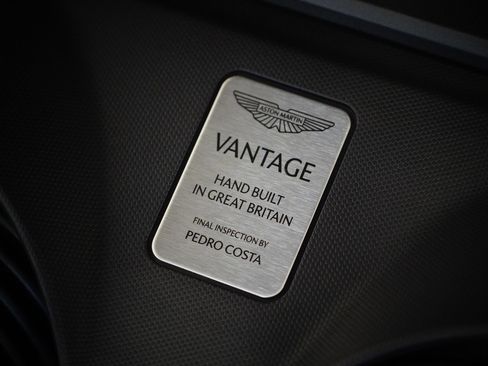 ASTON MARTIN
VANTAGE
HAND BUILT
IN GREAT BRITAIN
FINAL INSPECTION BY
PEDRO COSTA